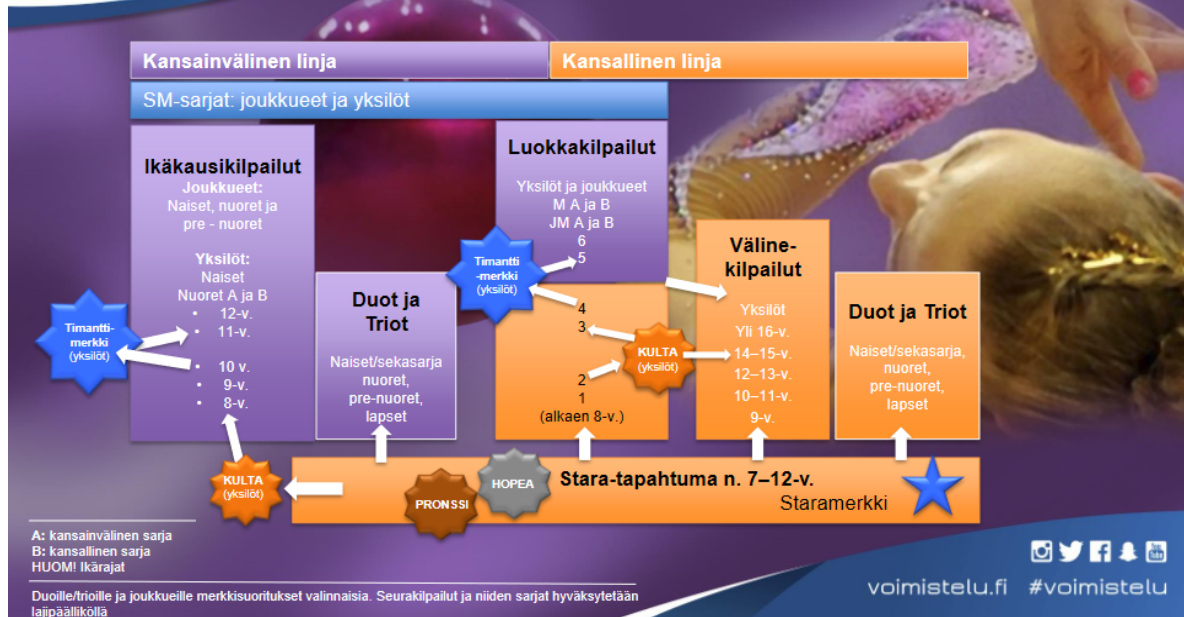 Kansainvälinen linja
Kansallinen linja
SM-sarjat: joukkueet ja yksilöt
Ikäkausikilpailut
Joukkueet:
Naiset, nuoret ja
pre - nuoret
Yksilöt:
Naiset
Nuoret A ja B
• 12-v.
• 11-v.
• 10 v.
• 9-v.
• 8-v.
Timantti-
merkki
(yksilöt)
KULTA
(yksilöt)
Duot ja
Triot
Naiset/sekasarja
nuoret,
pre-nuoret,
lapset
Luokkakilpailut
Yksilöt ja joukkueet
M A ja B
JM A ja B
6
5
Timantti
-merkki
(yksilöt)
4
3
2
1
(alkaen 8-v.)
KULTA
(yksilöt)
Väline-
kilpailut
Yksilöt
Yli 16-v.
14–15-v.
12–13-v.
10–11-v.
9-v.
Duot ja Triot
Naiset/sekasarja,
nuoret,
pre-nuoret,
lapset
PRONSSI
HOPEA
Stara-tapahtuma n. 7–12-v.
Staramerkki
A: kansainvälinen sarja
B: kansallinen sarja
HUOM! Ikärajat
Duoille/trioille ja joukkueille merkkisuoritukset valinnaisia. Seurakilpailut ja niiden sarjat hyväksytetään
lajipäälliköllä
voimistelu.fi #voimistelu